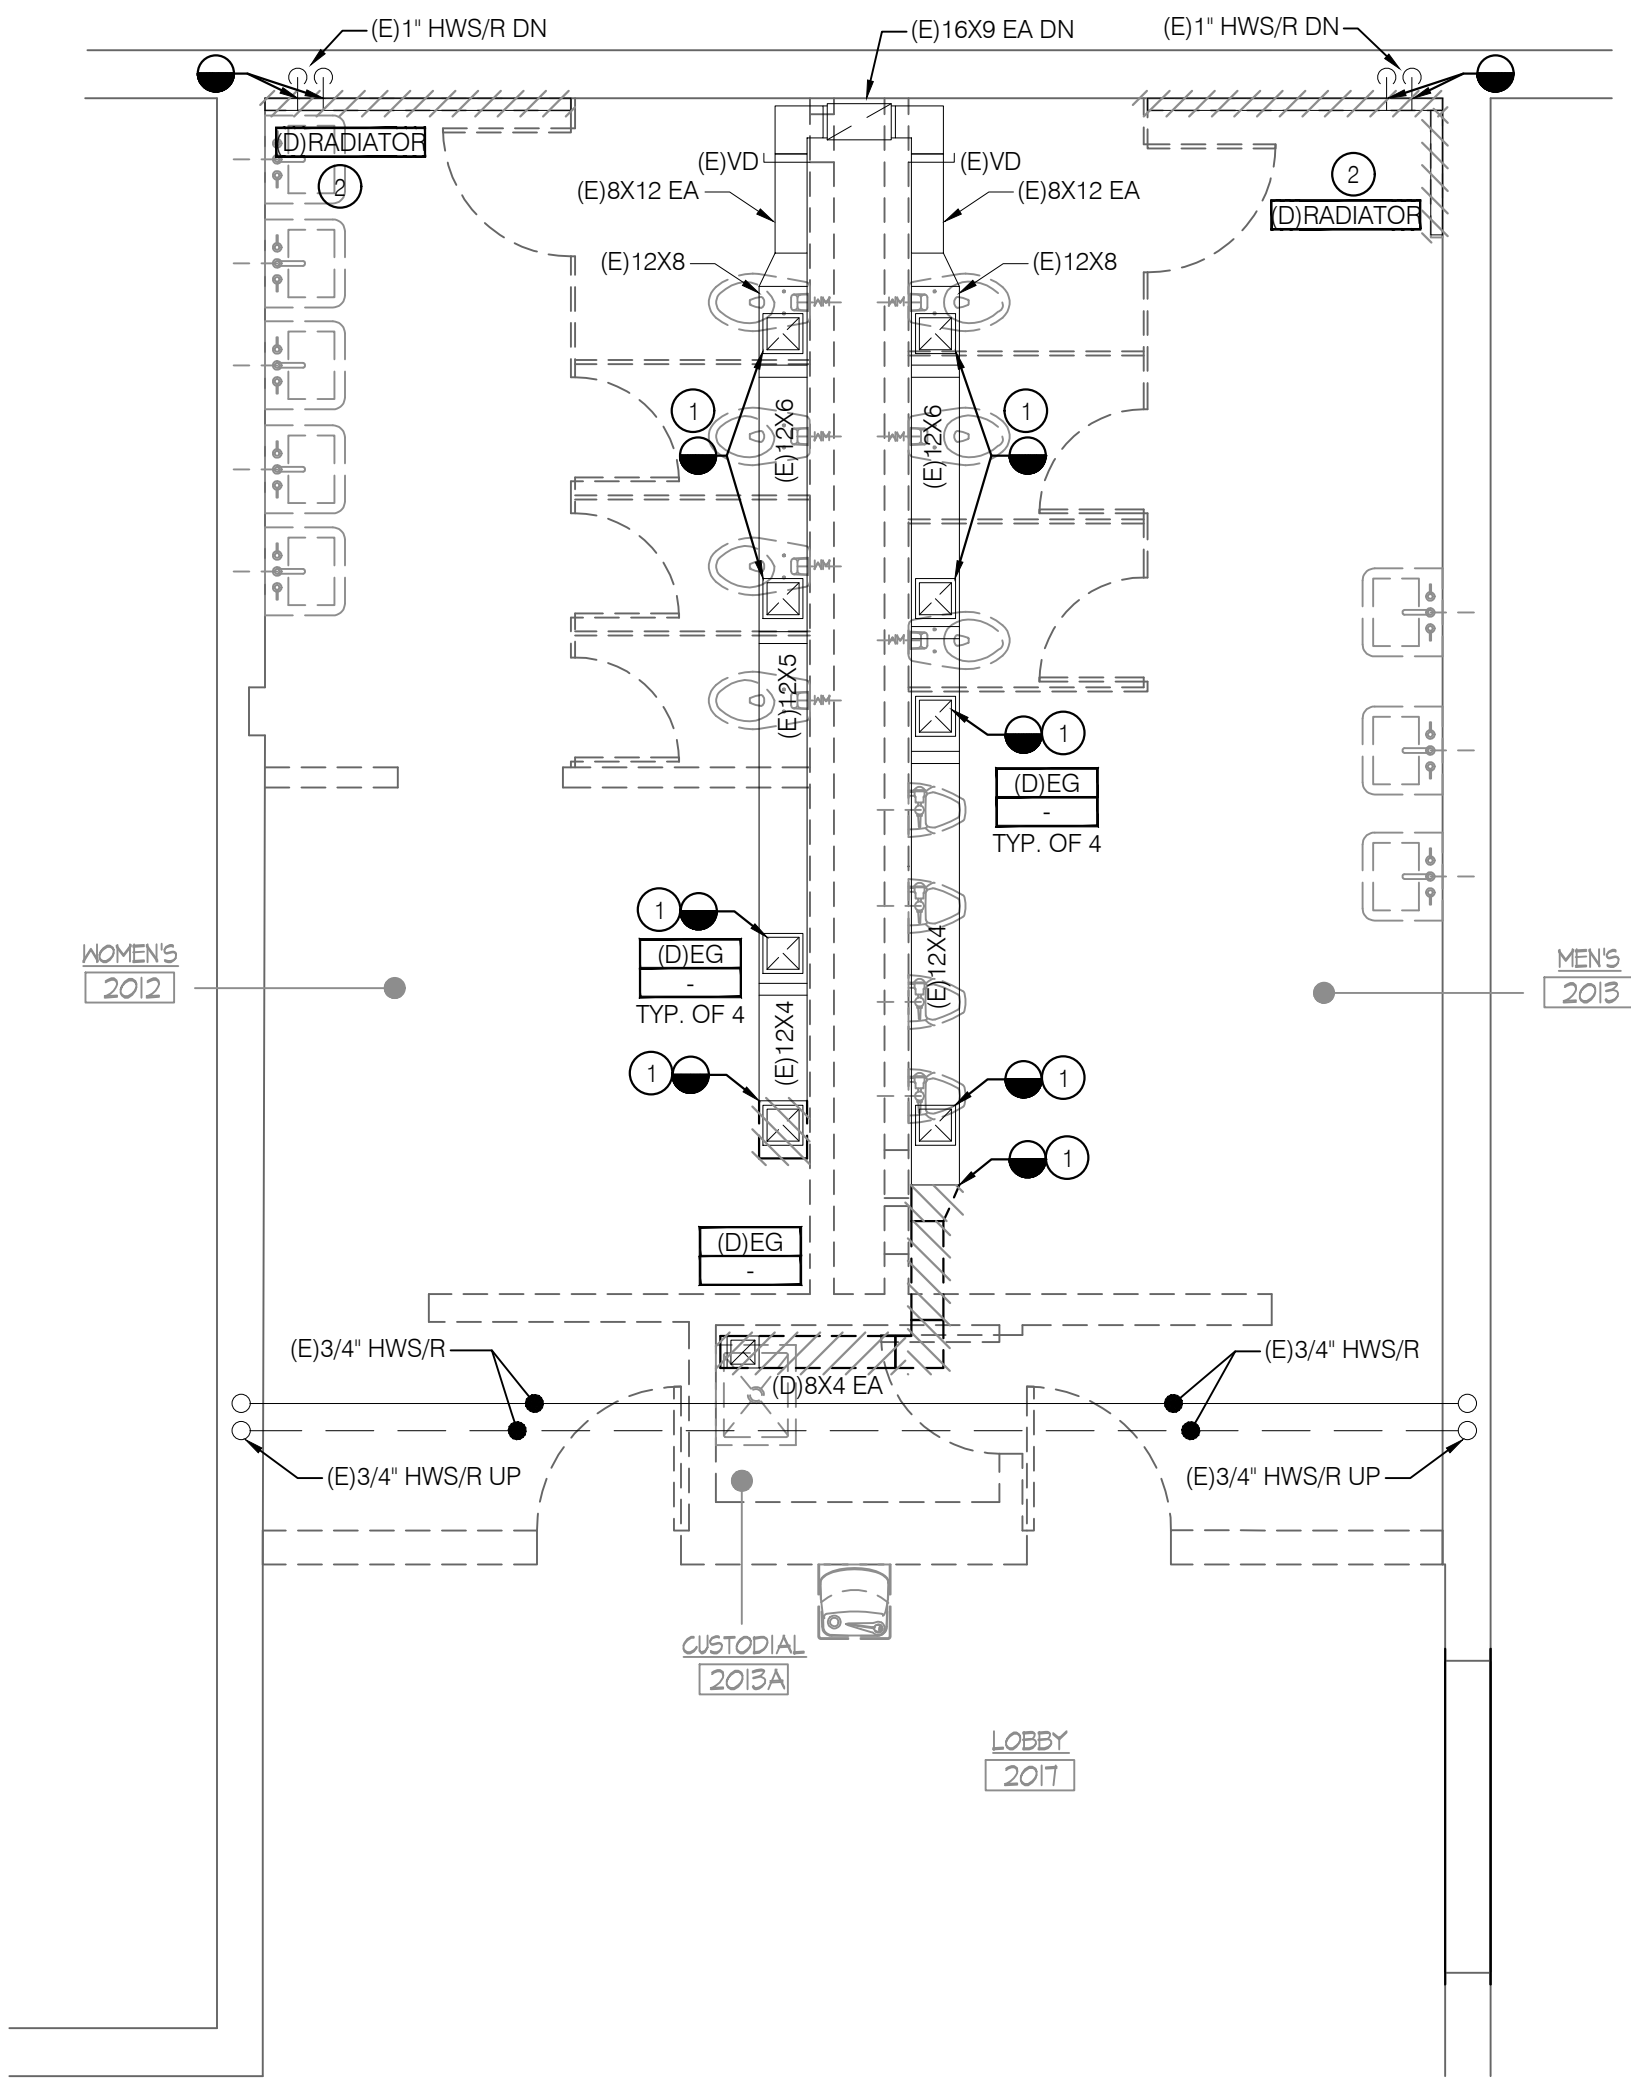 (E)1" HWS/R DN
(E)16X9 EA DN
(E)1" HWS/R DN
(D)RADIATOR
2
(E)VD
(E)VD
2
(E)8X12 EA
(E)8X12 EA
(D)RADIATOR
(E)12X8
(E)12X8
1
1
(E)12X6
(E)12X6
(E)12X5
1
(D)EG
-
TYP. OF 4
1
(D)EG
-
TYP. OF 4
(E)12X4
WOMEN'S
2012
MEN'S
2013
(E)12X4
1
1
1
(D)EG
-
(E)3/4" HWS/R
(E)3/4" HWS/R
(D)8X4 EA
(E)3/4" HWS/R UP
(E)3/4" HWS/R UP
CUSTODIAL
2013A
LOBBY
2017